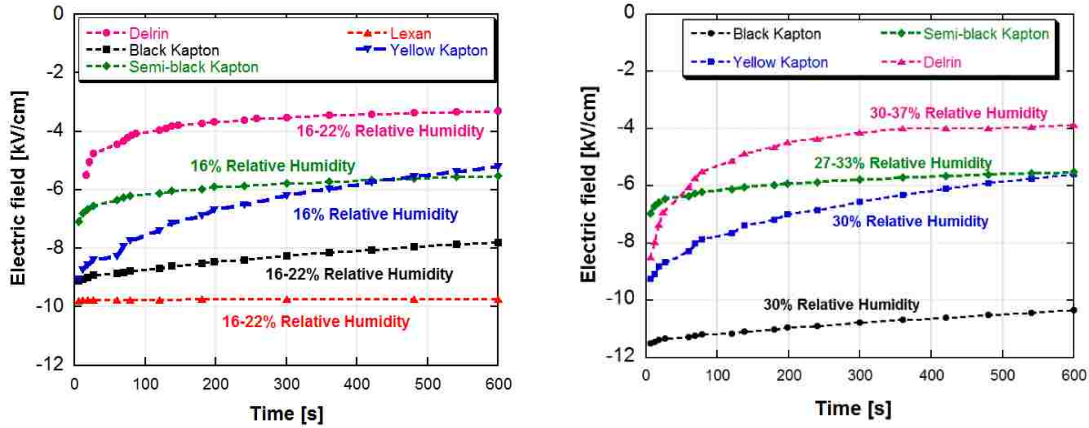 Delrin
Lexan
Black Kapton
Yellow Kapton
Semi-black Kapton
0
-2
-4
-6
-8
-10
-12
Electric field [kV/cm]
16-22% Relative Humidity
16% Relative Humidity
16% Relative Humidity
16-22% Relative Humidity
16-22% Relative Humidity
0 100 200 300 400 500 600
Time [s]
Black Kapton
Semi-black Kapton
Yellow Kapton
Delrin
0
-2
-4
-6
-8
-10
-12
Electric field [kV/cm]
30-37% Relative Humidity
27-33% Relative Humidity
30% Relative Humidity
30% Relative Humidity
0 100 200 300 400 500 600
Time [s]